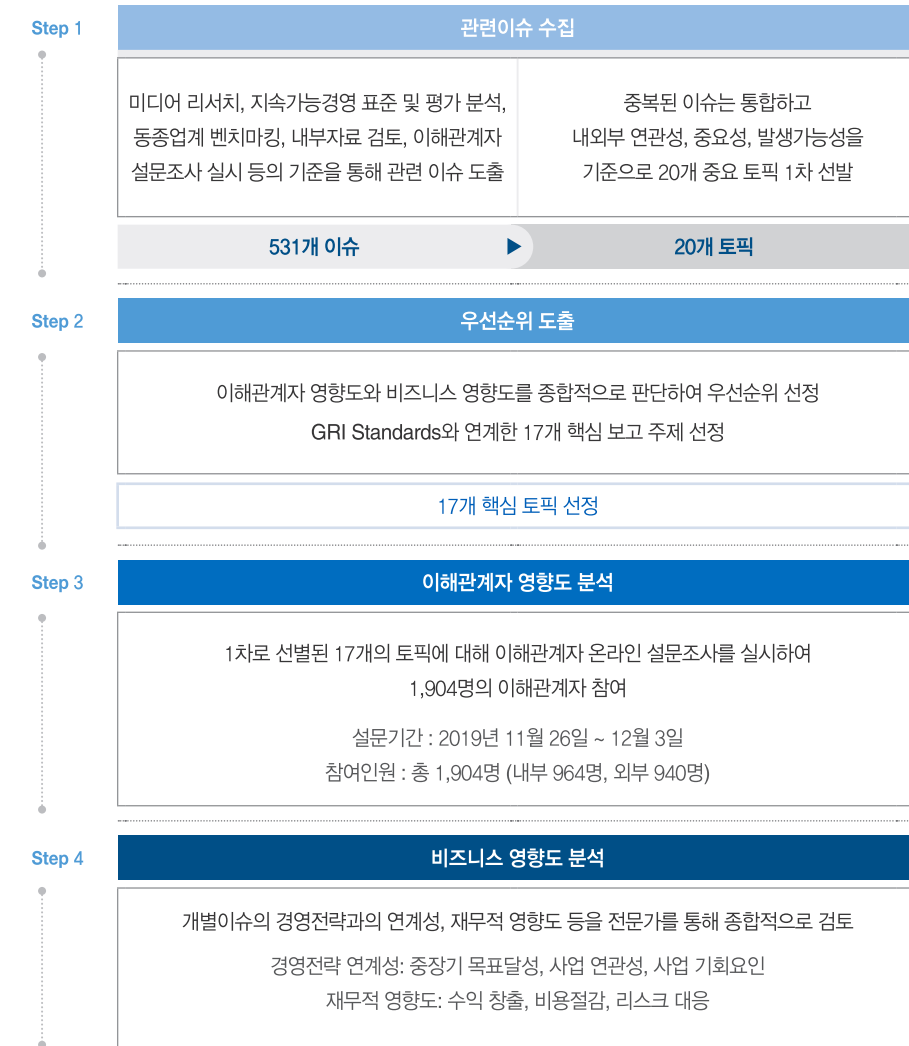 Step 1
관련이슈 수집
미디어 리서치, 지속가능경영 표준 및 평가 분석,
동종업계 벤치마킹, 내부자료 검토, 이해관계자
설문조사 실시 등의 기준을 통해 관련 이슈 도출
중복된 이슈는 통합하고
내외부 연관성, 중요성, 발생가능성을
기준으로 20개 중요 토픽 1차 선발
531개 이슈
20개 토픽
Step 2
우선순위 도출
이해관계자 영향도와 비즈니스 영향도를 종합적으로 판단하여 우선순위 선정
GRI Standards와 연계한 17개 핵심 보고 주제 선정
17개 핵심 토픽 선정
Step 3
이해관계자 영향도 분석
1차로 선별된 17개의 토픽에 대해 이해관계자 온라인 설문조사를 실시하여
1,904명의 이해관계자 참여
설문기간 : 2019년 11월 26일 ~ 12월 3일
참여인원 : 총 1,904명 (내부 964명, 외부 940명)
Step 4
비즈니스 영향도 분석
개별이슈의 경영전략과의 연계성, 재무적 영향도 등을 전문가를 통해 종합적으로 검토
경영전략 연계성: 중장기 목표달성, 사업 연관성, 사업 기회요인
재무적 영향도: 수익 창출, 비용절감, 리스크 대응